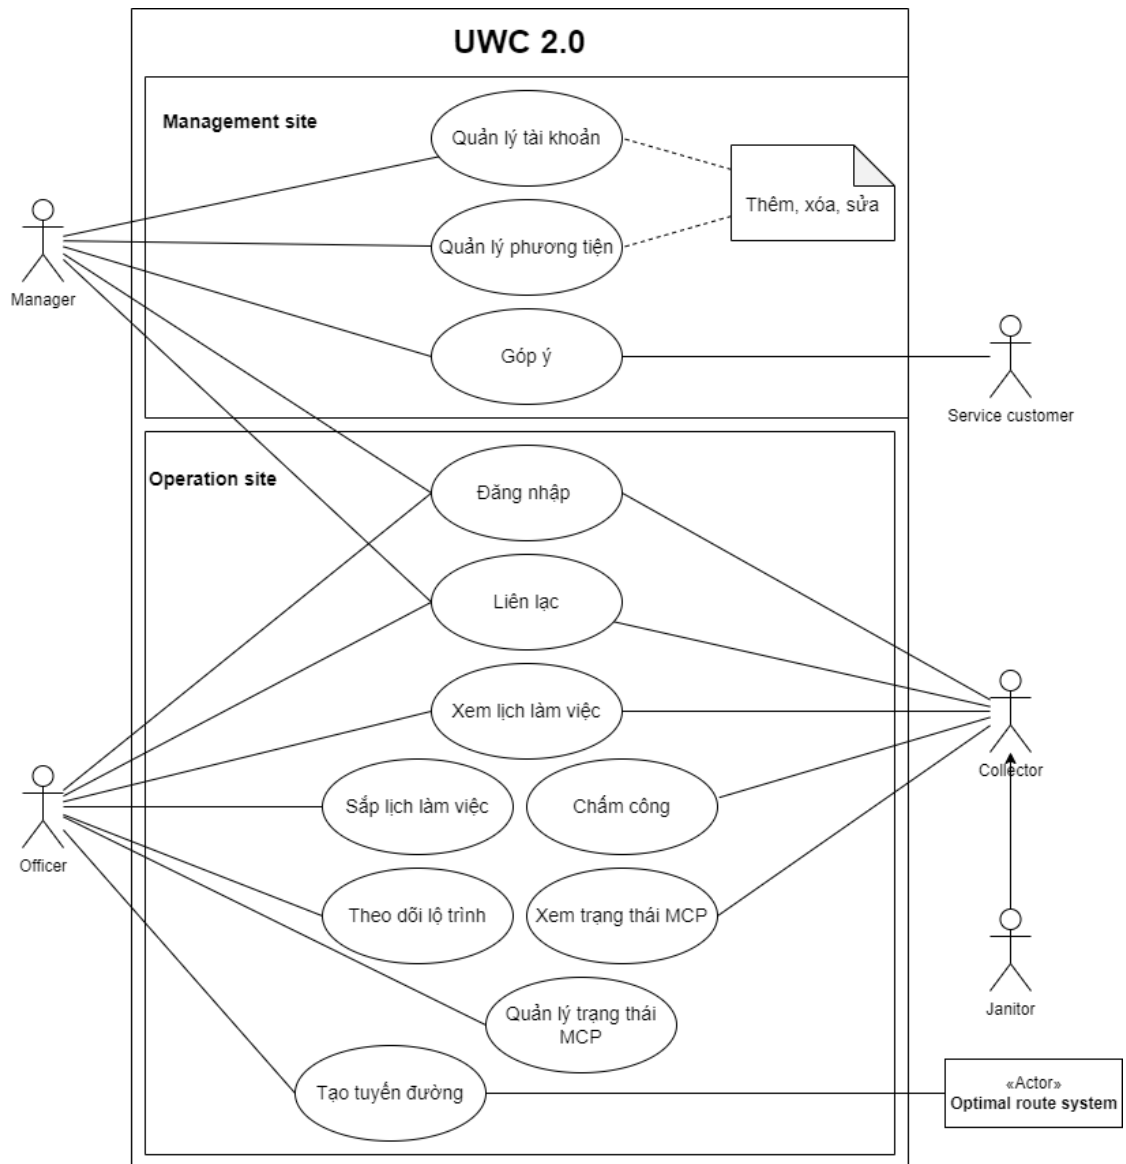 UWC 2.0
Management site
Quản lý tài khoản
Thêm, xóa, sửa
Quản lý phương tiện
Manager
Góp ý
Service customer
Operation site
Đăng nhập
Liên lạc
Xem lịch làm việc
Collector
Sắp lịch làm việc
Chấm công
Officer
Theo dõi lộ trình
Xem trạng thái MCP
Janitor
Quản lý trạng thái
MCP
Tạo tuyến đường
«Actor»
Optimal route system